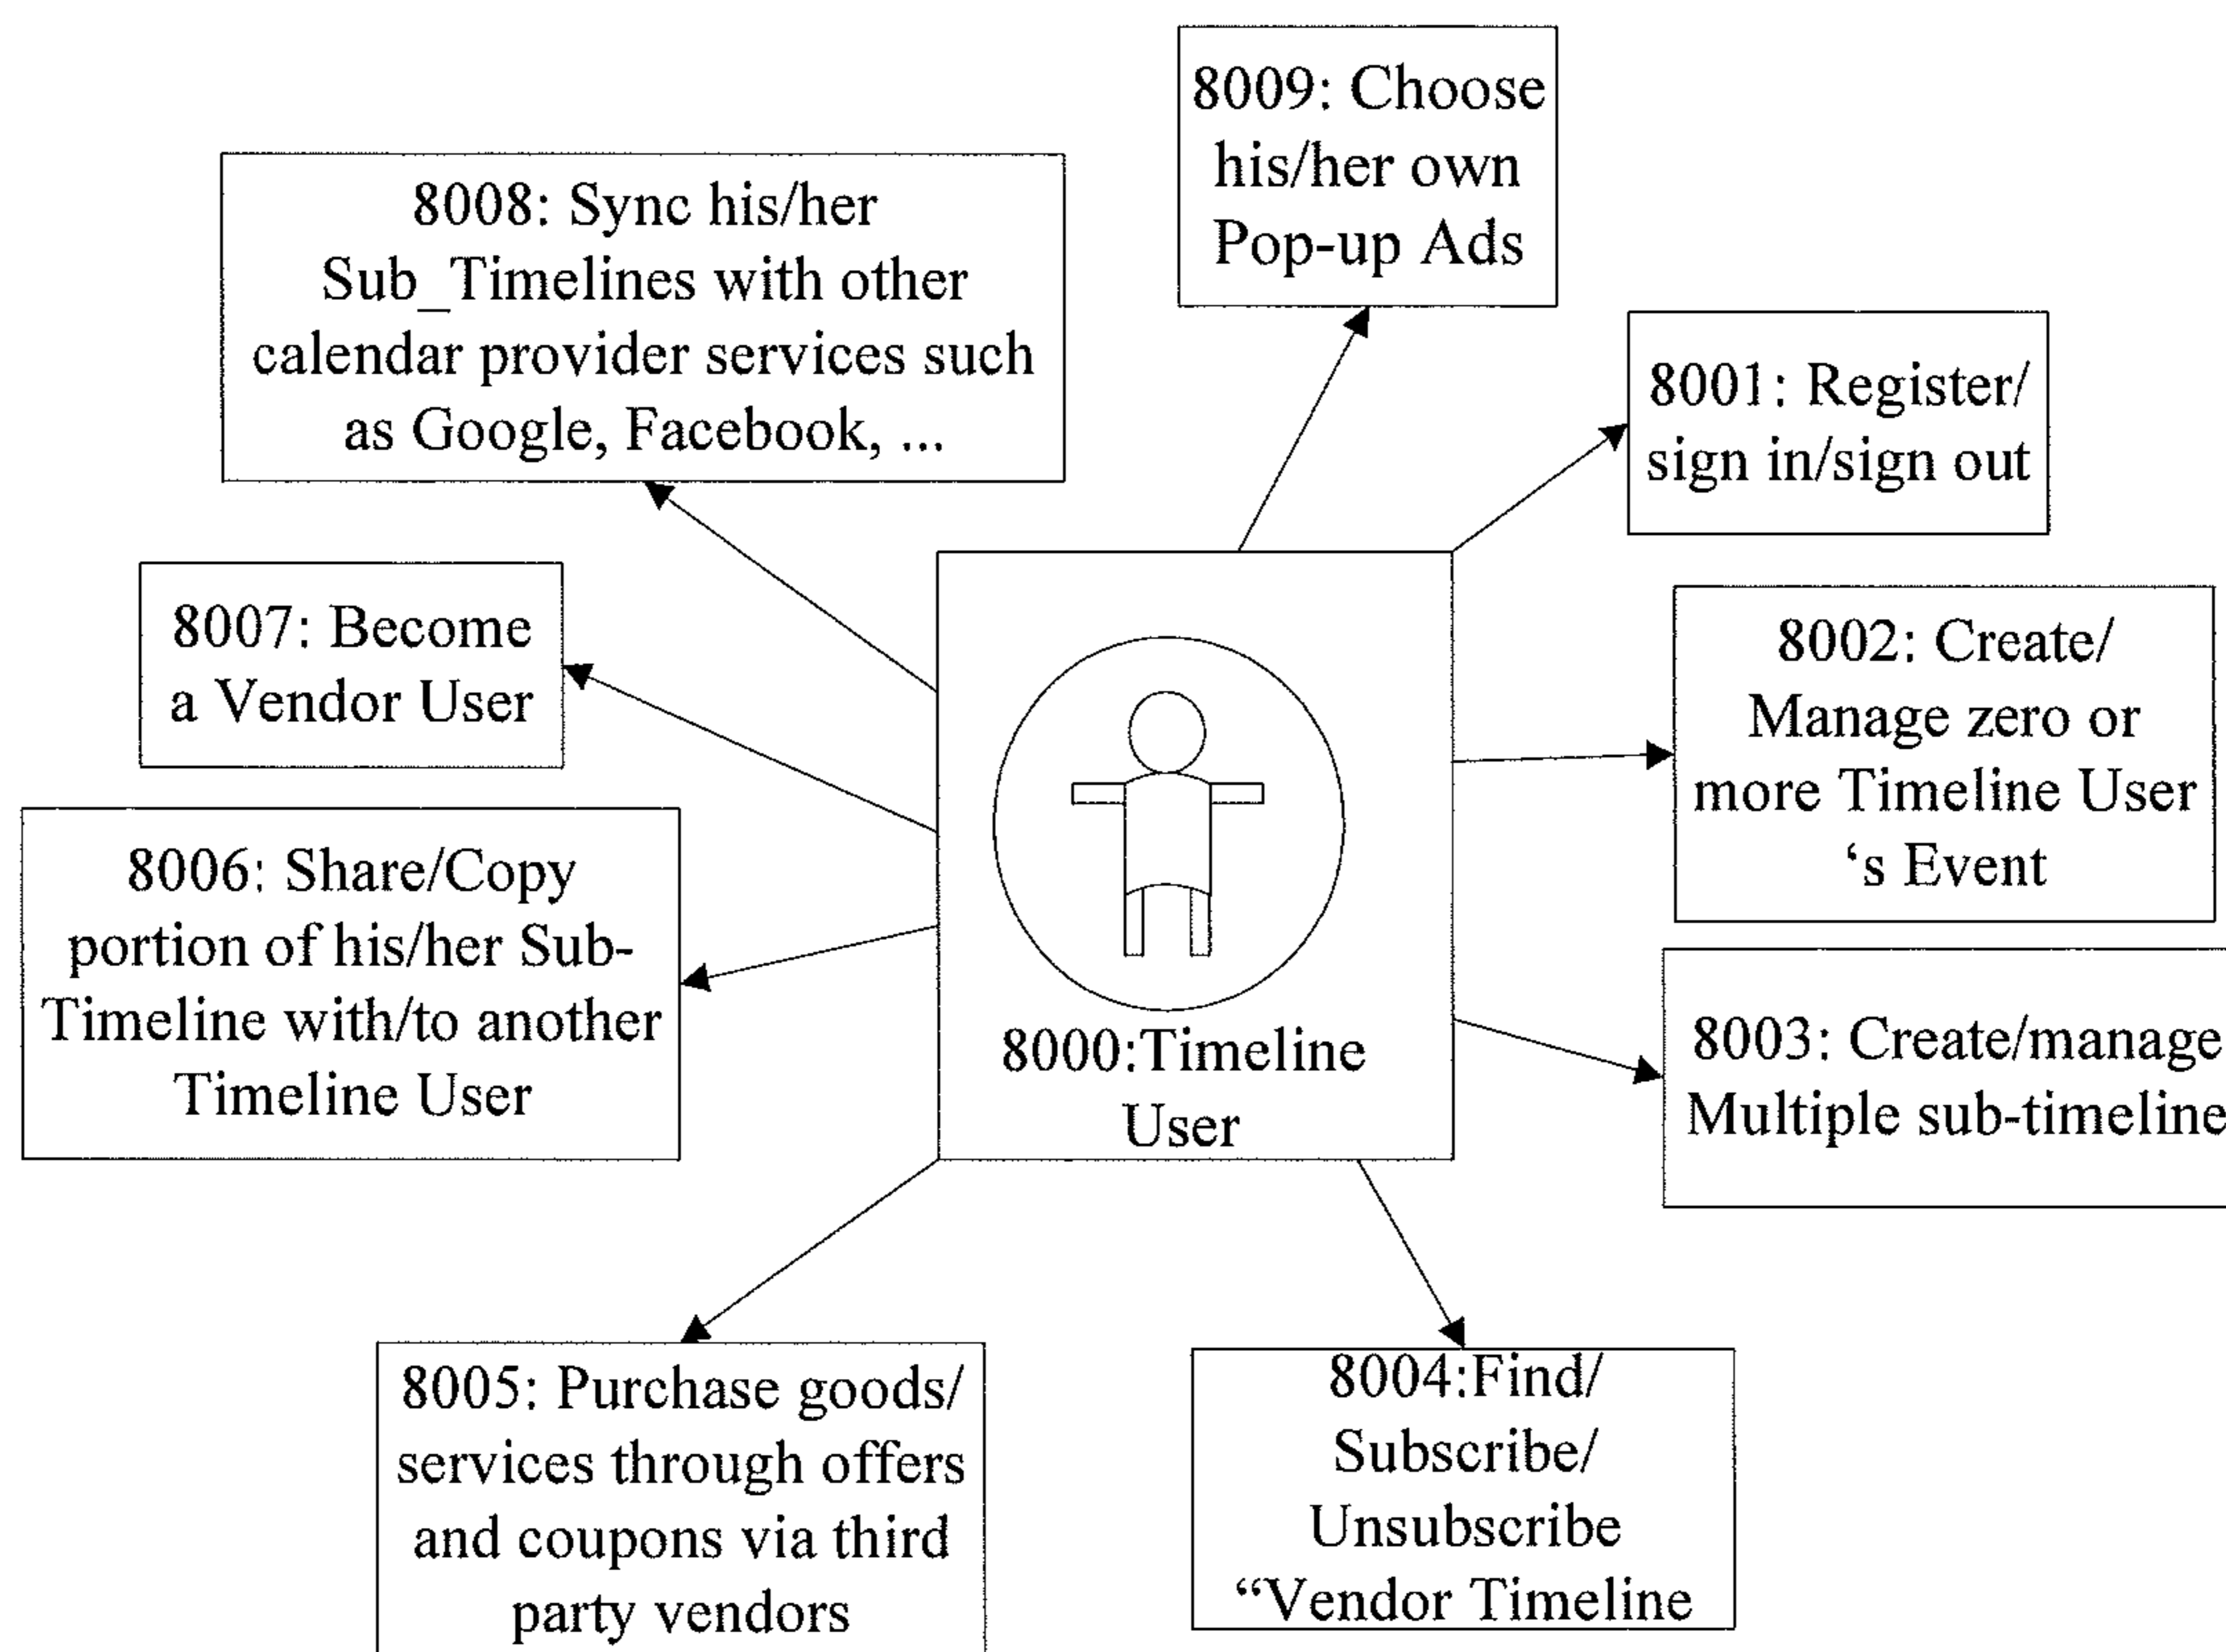 8009: Choose
his/her own
Pop-up Ads
8008: Sync his/her
Sub_Timelines with other
calendar provider services such
as Google, Facebook, ...
8001: Register/
sign in/sign out
8007: Become
a Vendor User
8002: Create/
Manage zero or
more Timeline User
‘s Event
8006: Share/Copy
portion of his/her Sub-
Timeline with/to another
Timeline User
8000:Timeline
User
8003: Create/manage
Multiple sub-timeline
8005: Purchase goods/
services through offers
and coupons via third
party vendors
8004:Find/
Subscribe/
Unsubscribe
“Vendor Timeline